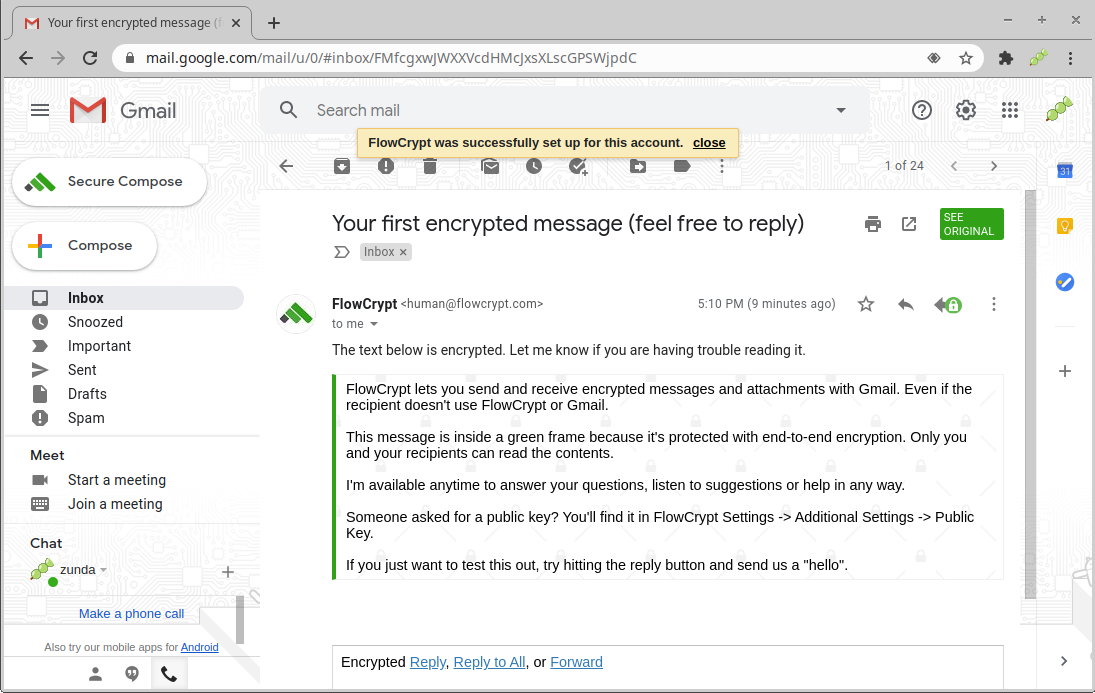 Your first encrypted message (f
mail.google.com/mail/u/0/#inbox/FMfcgxwJWXXVcdHMcJxsXLscGPSWjpdC
Gmail
Search mail
FlowCrypt was successfully set up for this account. close
1 of 24
31
Secure Compose
Compose
Inbox
Snoozed
Important
Sent
Drafts
Spam
Meet
Start a meeting
Join a meeting
Chat
zunda
Make a phone call
Also try our mobile apps for Android
Your first encrypted message (feel free to reply)
SEE
ORIGINAL
Inbox ×
FlowCrypt <human@flowcrypt.com>
5:10 PM (9 minutes ago)
to me
The text below is encrypted. Let me know if you are having trouble reading it.
FlowCrypt lets you send and receive encrypted messages and attachments with Gmail. Even if the
recipient doesn't use FlowCrypt or Gmail.
This message is inside a green frame because it's protected with end-to-end encryption. Only you
and your recipients can read the contents.
I'm available anytime to answer your questions, listen to suggestions or help in any way.
Someone asked for a public key? You'll find it in FlowCrypt Settings -> Additional Settings -> Public
Key.
If you just want to test this out, try hitting the reply button and send us a "hello".
Encrypted Reply, Reply to All, or Forward